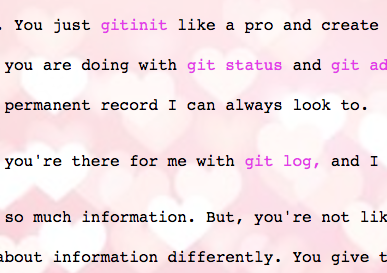 . You just gitinit like a pro and create
you are doing with git status and git ad
permanent record I can always look to.
you're there for me with git log, and I
so much information. But, you're not lik
about information differently. You give t